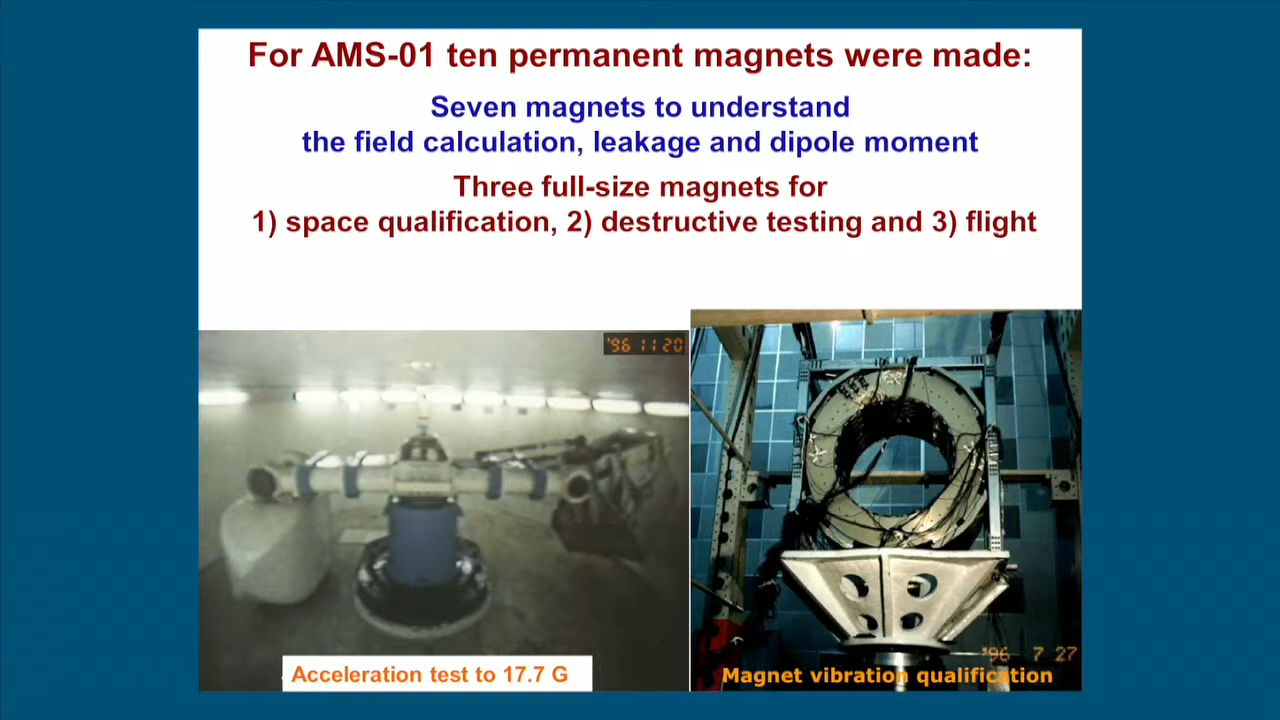 For AMS-01 ten permanent magnets were made:
Seven magnets to understand
the field calculation, leakage and dipole moment
Three full-size magnets for
1) space qualification, 2) destructive testing and 3) flight
'96 11 20
Acceleration test to 17.7 G
'96 7 27
Magnet vibration qualification